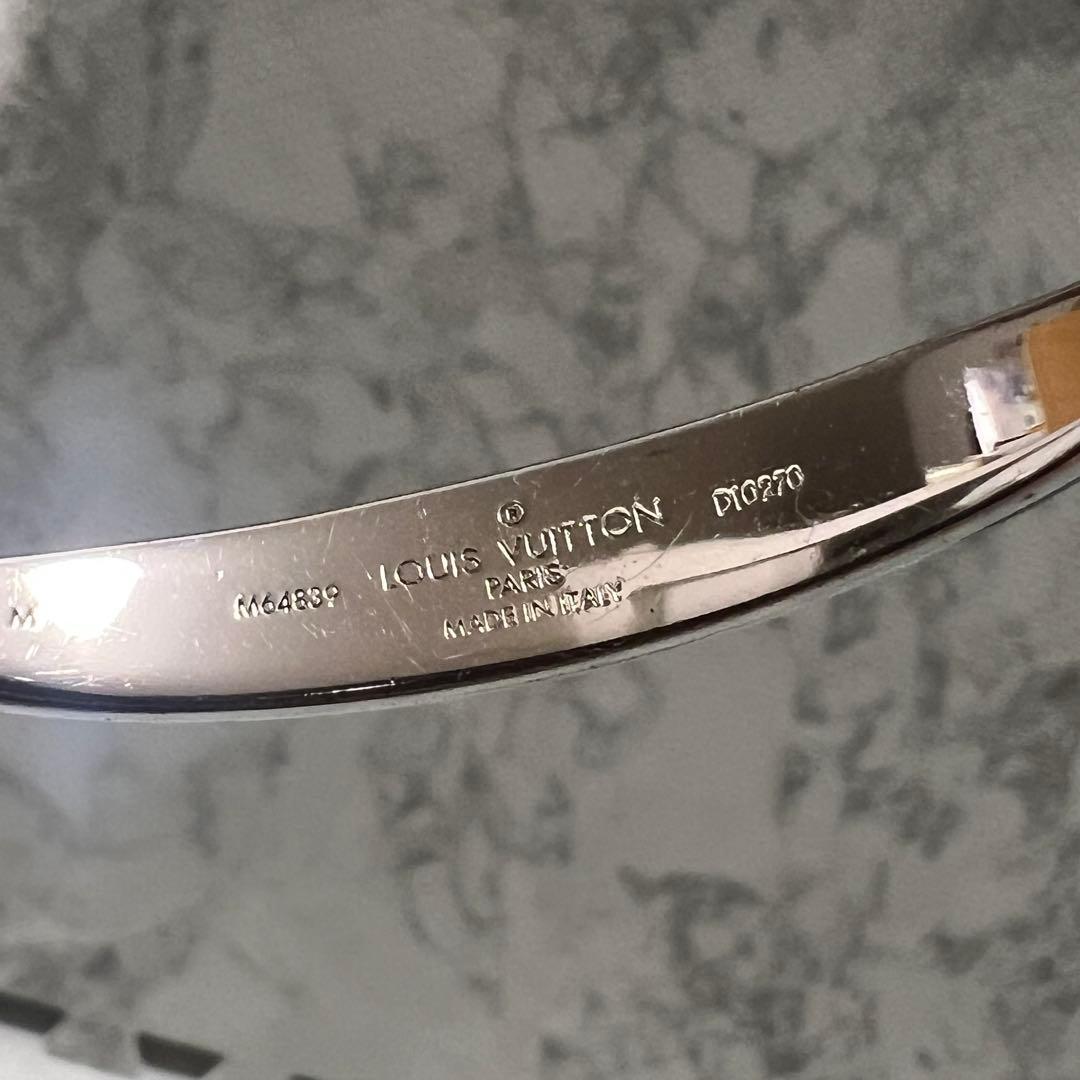 M
M64839
®
LOUIS VUITTON
PARIS
MADE IN ITALY
D10270